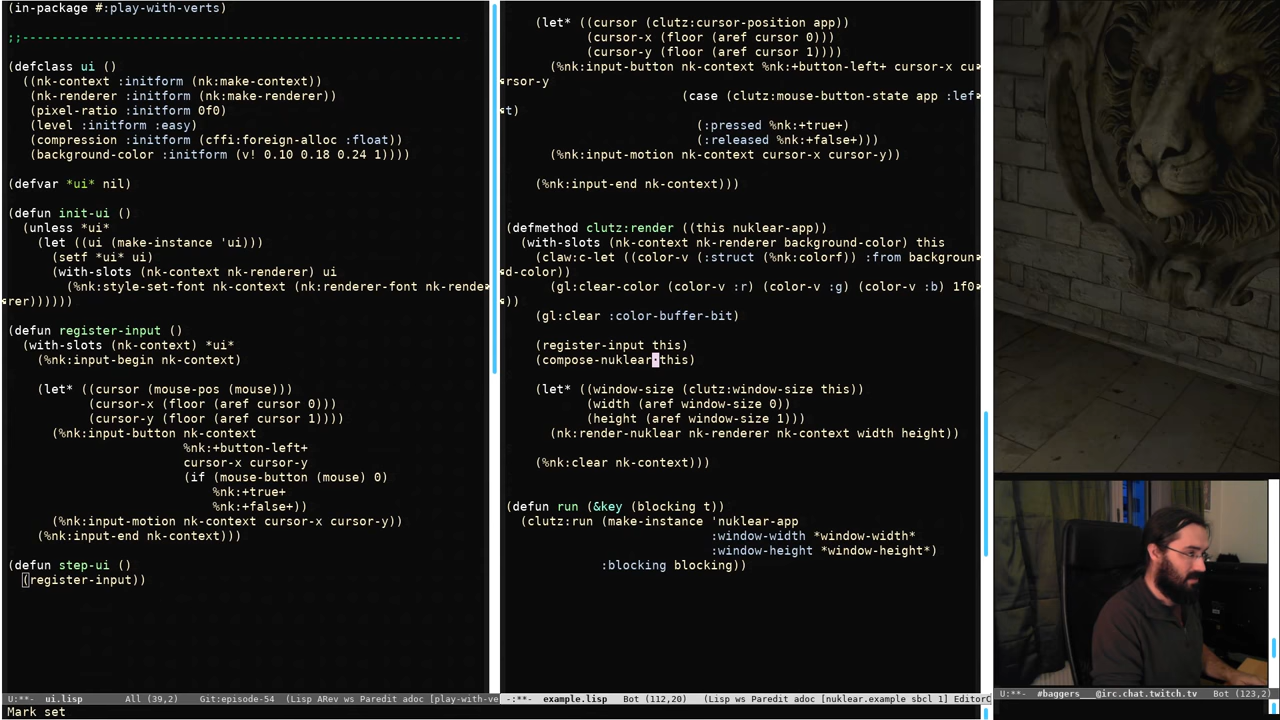 (in-package #:play-with-verts)
;;------------------------------------------------------------
(defclass ui ()
  ((nk-context :initform (nk:make-context))
   (nk-renderer :initform (nk:make-renderer))
   (pixel-ratio :initform 0f0)
   (level :initform :easy)
   (compression :initform (cffi:foreign-alloc :float))
   (background-color :initform (v! 0.10 0.18 0.24 1))))
(defvar *ui* nil)
(defun init-ui ()
  (unless *ui*
    (let ((ui (make-instance 'ui)))
      (setf *ui* ui)
      (with-slots (nk-context nk-renderer) ui
        (%nk:style-set-font nk-context (nk:renderer-font nk-rende
rer))))))
(defun register-input ()
  (with-slots (nk-context) *ui*
    (%nk:input-begin nk-context)
    (let* ((cursor (mouse-pos (mouse)))
           (cursor-x (floor (aref cursor 0)))
           (cursor-y (floor (aref cursor 1))))
      (%nk:input-button nk-context
                        %nk:+button-left+
                        cursor-x cursor-y
                        (if (mouse-button (mouse) 0)
                            %nk:+true+
                            %nk:+false+))
      (%nk:input-motion nk-context cursor-x cursor-y))
    (%nk:input-end nk-context)))
(defun step-ui ()
  (register-input))
U:**-  ui.lisp      All (39,2)     Git:episode-54  (Lisp ARev ws Paredit adoc [play-with-ve
Mark set
    (let* ((cursor (clutz:cursor-position app))
           (cursor-x (floor (aref cursor 0)))
           (cursor-y (floor (aref cursor 1))))
      (%nk:input-button nk-context %nk:+button-left+ cursor-x cu
rsor-y
                        (case (clutz:mouse-button-state app :lef
t)
                          (:pressed %nk:+true+)
                          (:released %nk:+false+)))
      (%nk:input-motion nk-context cursor-x cursor-y))
    (%nk:input-end nk-context)))
(defmethod clutz:render ((this nuklear-app))
  (with-slots (nk-context nk-renderer background-color) this
    (claw:c-let ((color-v (:struct (%nk:colorf)) :from backgroun
d-color))
      (gl:clear-color (color-v :r) (color-v :g) (color-v :b) 1f0
))
    (gl:clear :color-buffer-bit)
    (register-input this)
    (compose-nuklear this)
    (let* ((window-size (clutz:window-size this))
           (width (aref window-size 0))
           (height (aref window-size 1)))
      (nk:render-nuklear nk-renderer nk-context width height))
    (%nk:clear nk-context)))
(defun run (&key (blocking t))
  (clutz:run (make-instance 'nuklear-app
                            :window-width *window-width*
                            :window-height *window-height*)
             :blocking blocking))
-:**-  example.lisp   Bot (112,20)   (Lisp ws Paredit adoc [nuklear.example sbcl 1] EditorC
U:**-  #baggers___@irc.chat.twitch.tv   Bot (123,2)